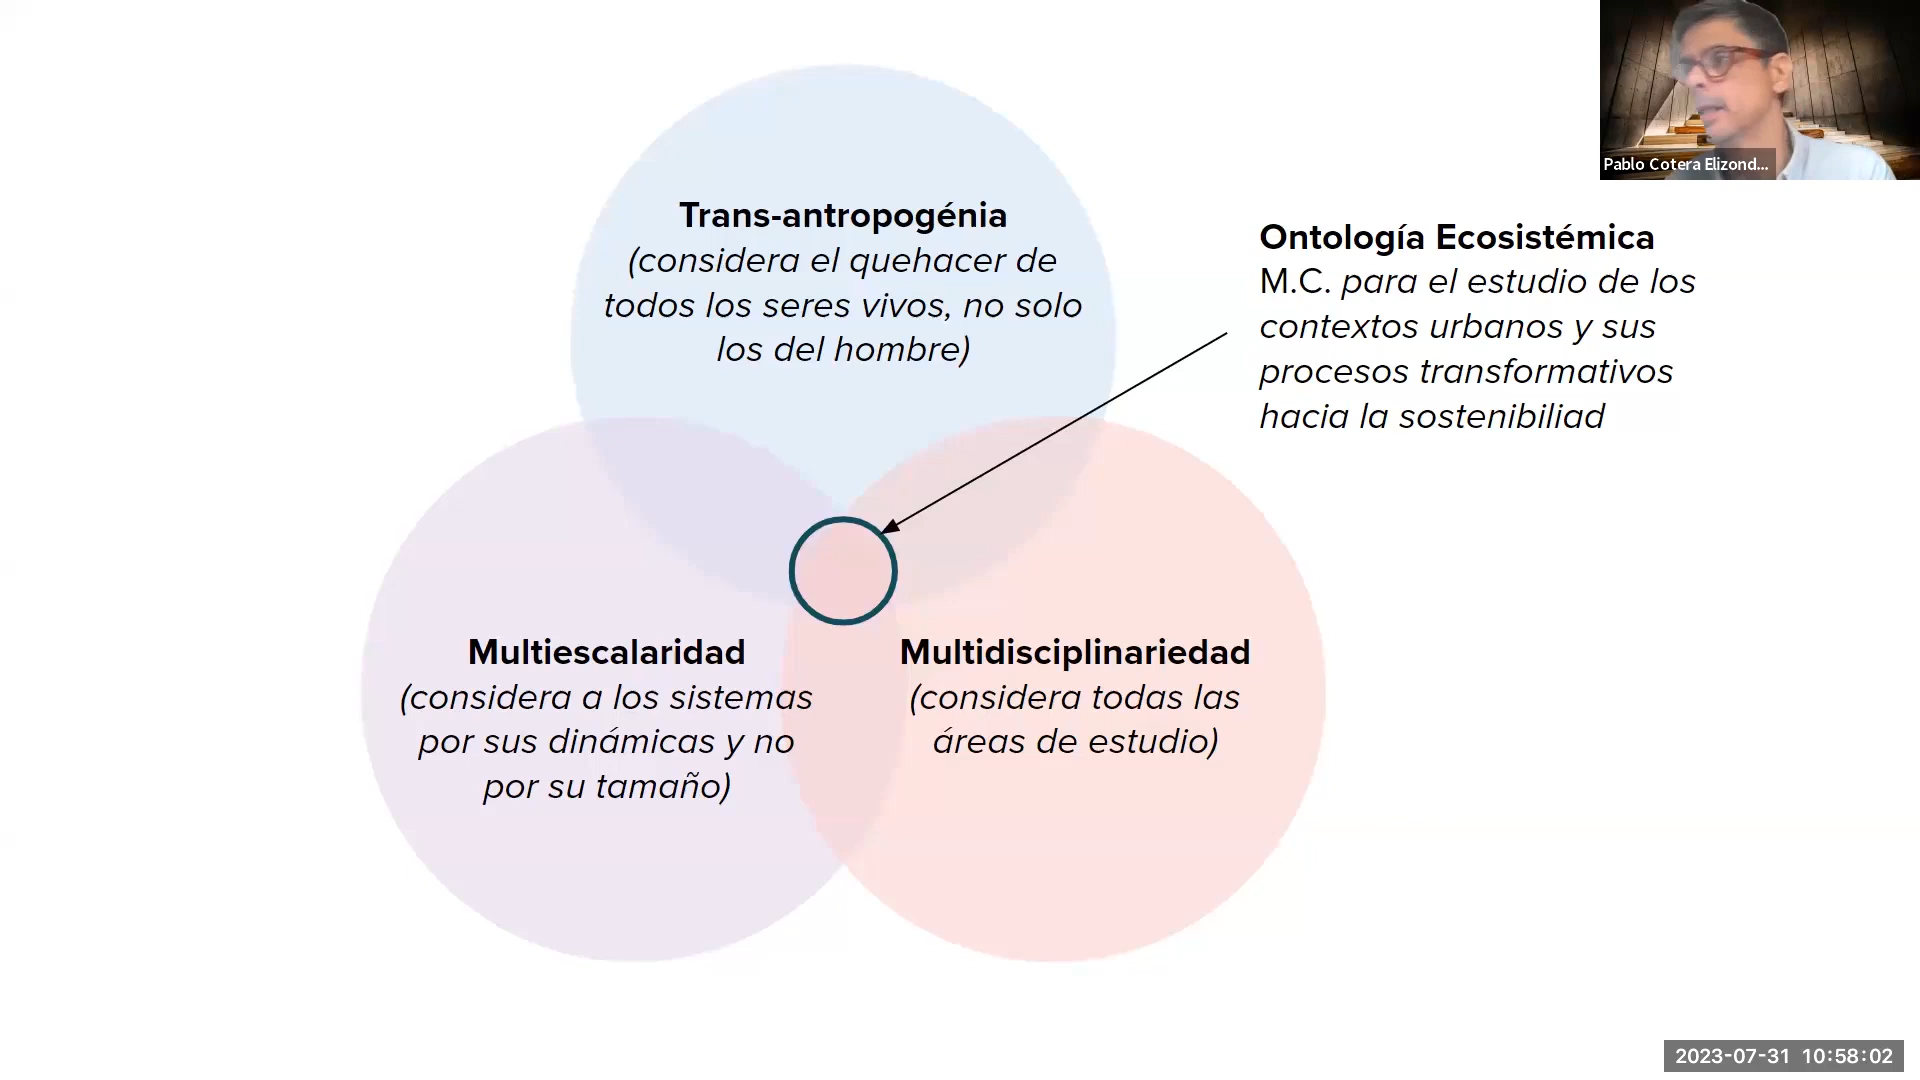 Pablo Cotera Elizond...
Trans-antropogénia
(considera el quehacer de
todos los seres vivos, no solo
los del hombre)
Ontología Ecosistémica
M.C. para el estudio de los
contextos urbanos y sus
procesos transformativos
hacia la sostenibiliad
Multiescalaridad
(considera a los sistemas
por sus dinámicas y no
por su tamaño)
Multidisciplinariedad
(considera todas las
áreas de estudio)
2023-07-31 10:58:02